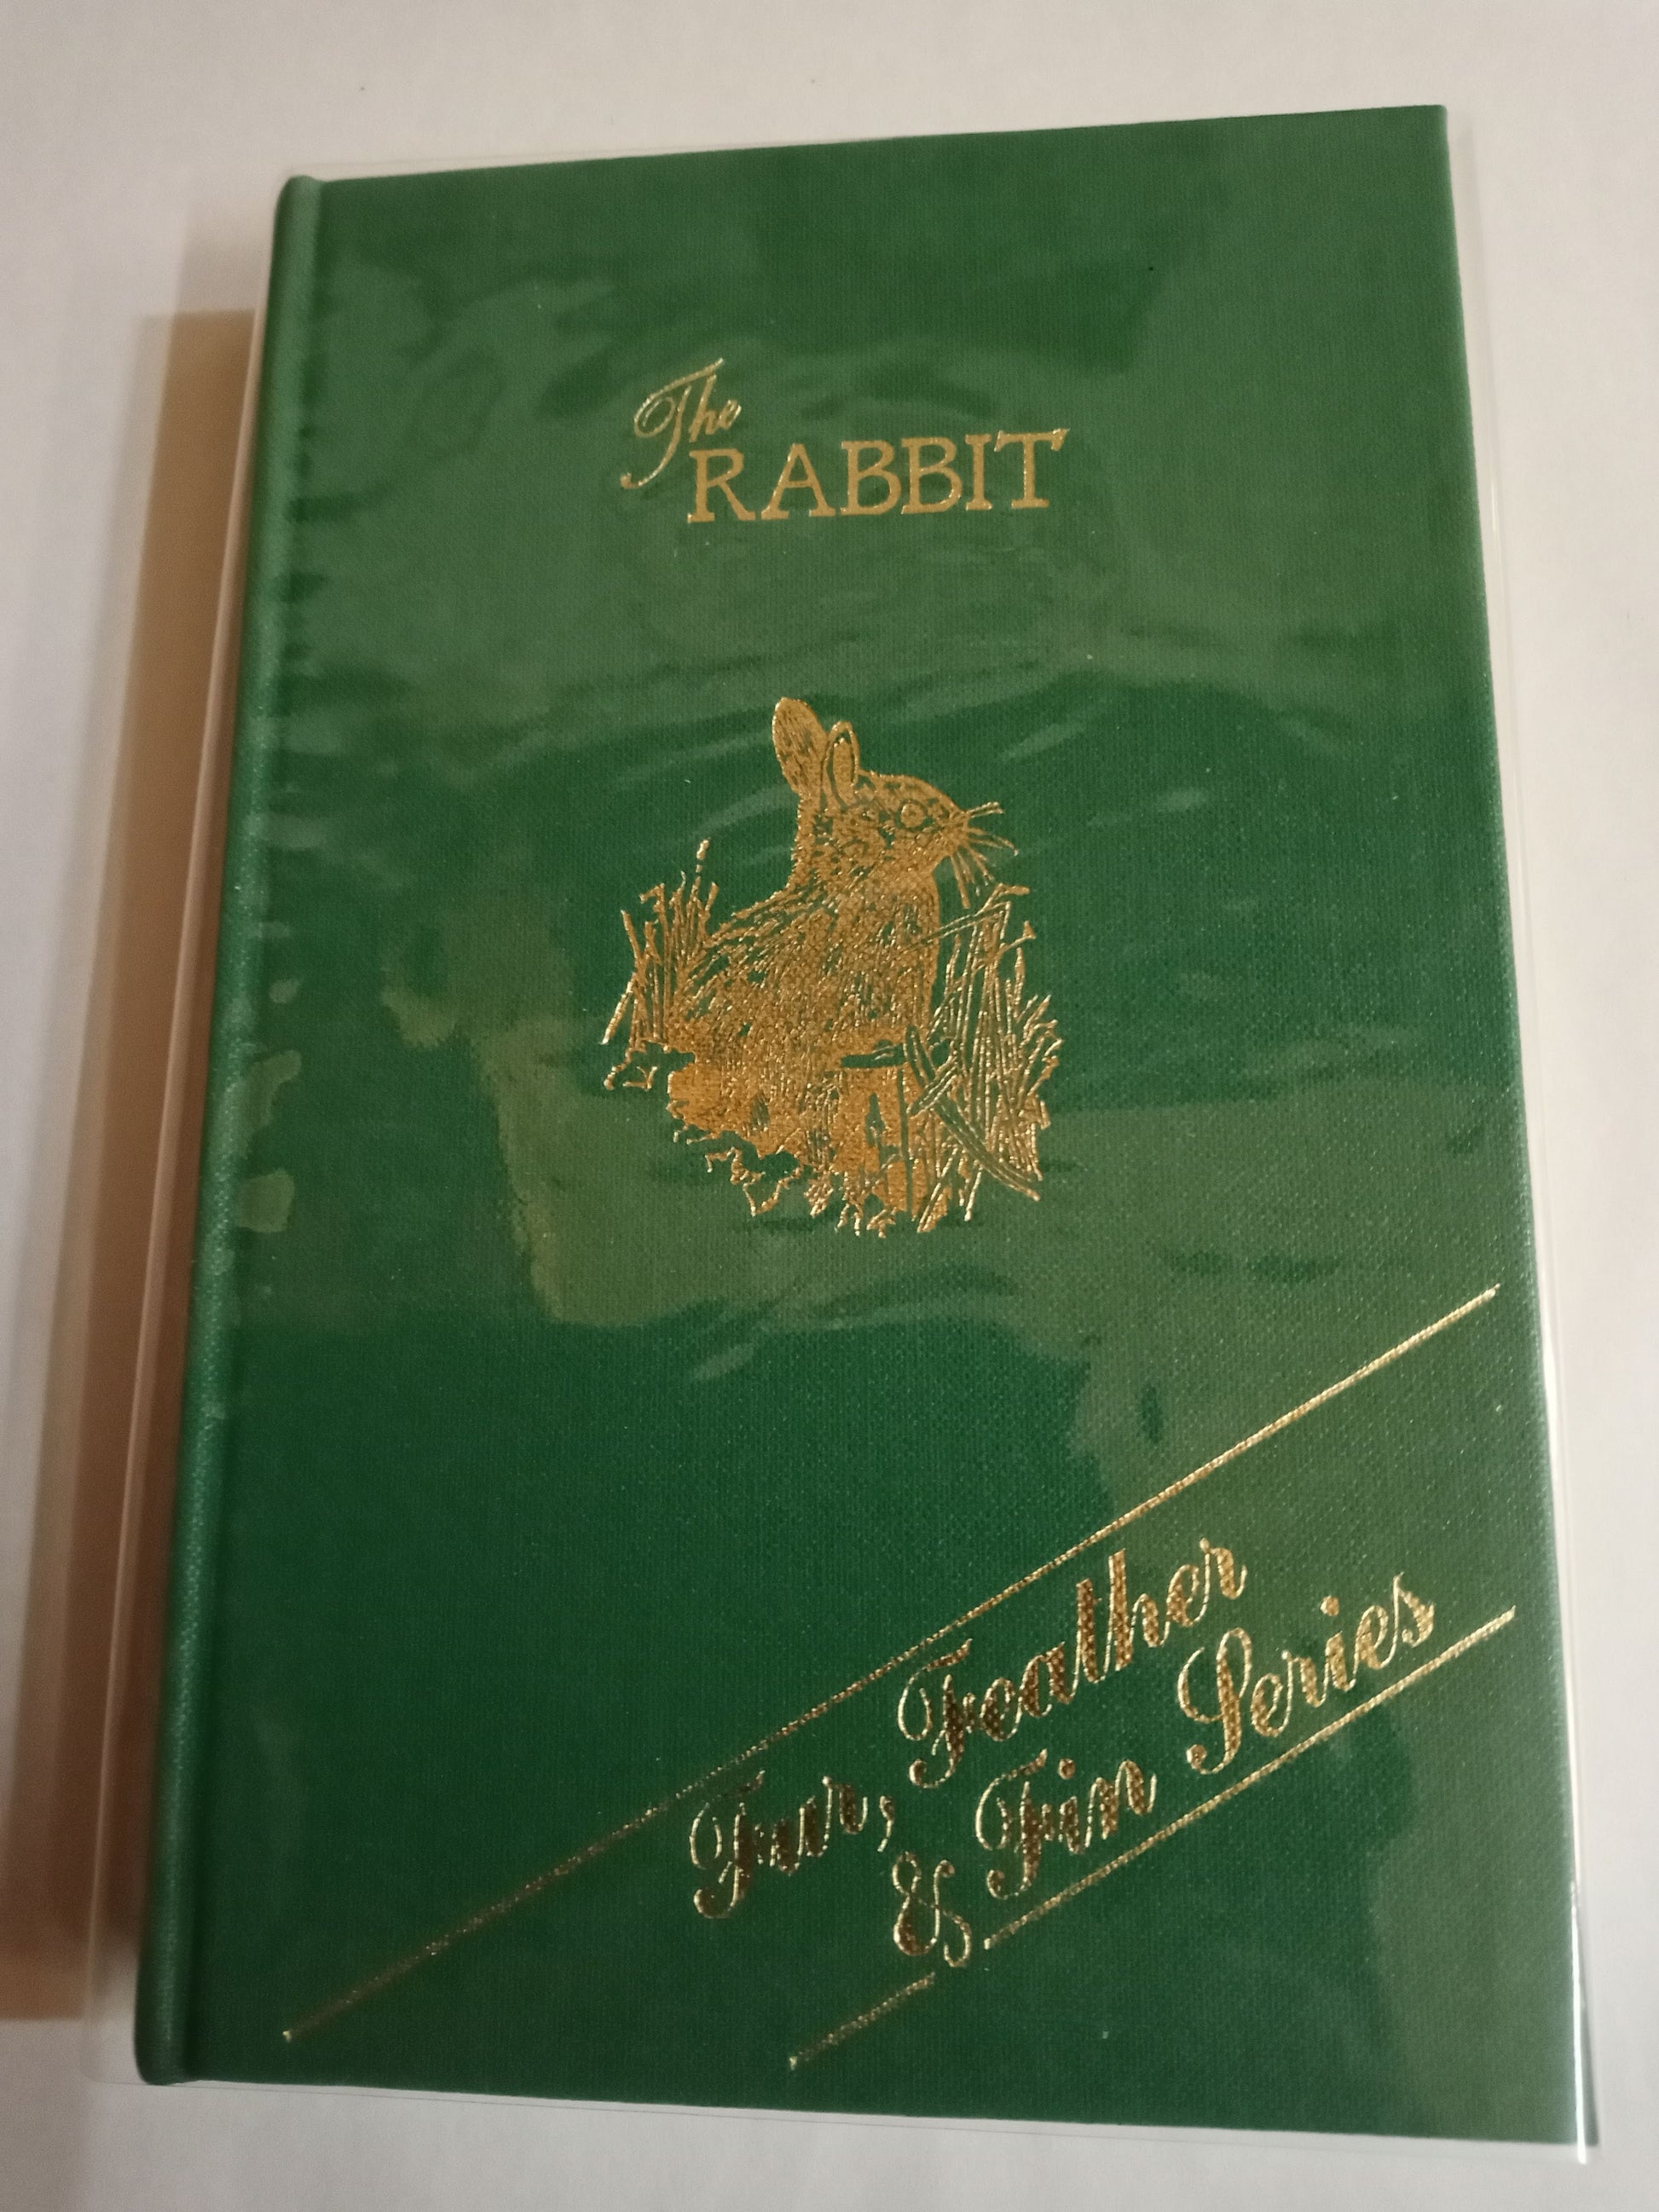 The
RABBIT
Fur, Feather
& Fin Series